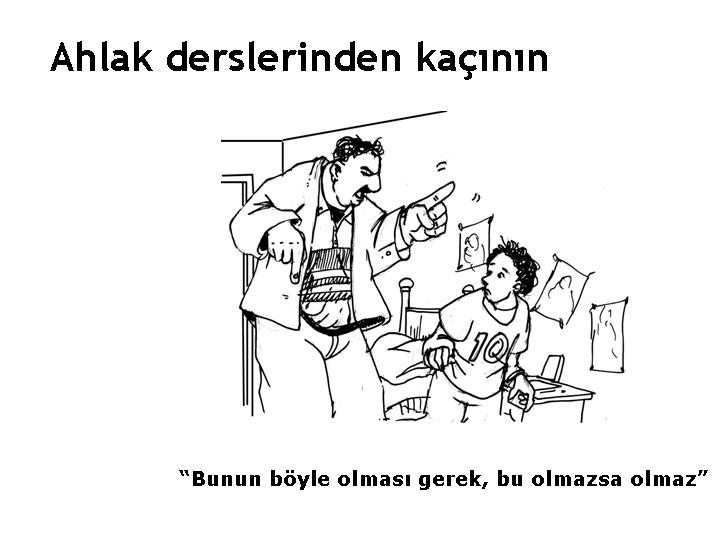 Ahlak derslerinden kaçının
10
“Bunun böyle olması gerek, bu olmazsa olmaz”